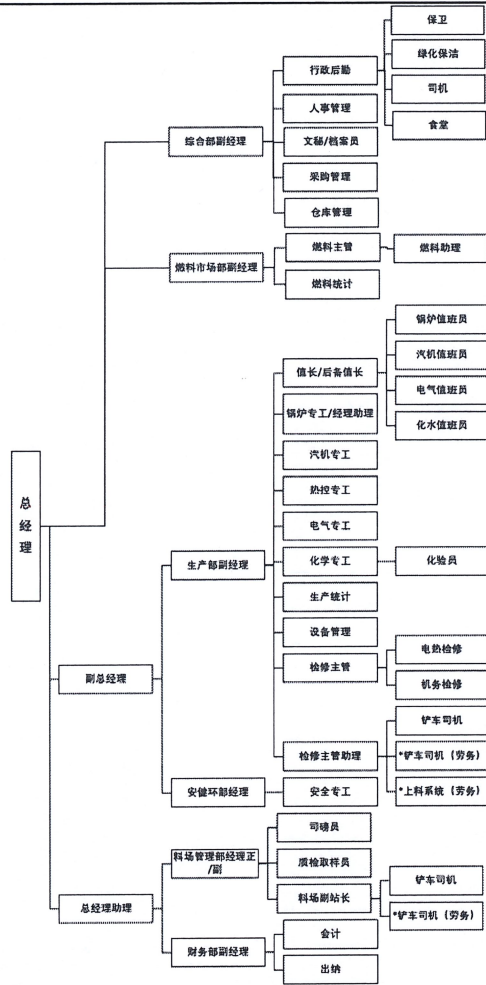 保卫
绿化保洁
行政后勤
司机
人事管理
食堂
综合部副经理
文秘/档案员
采购管理
仓库管理
燃料主管
燃料助理
燃料市场部副经理
燃料统计
锅炉值班员
汽机值班员
值长/后备值长
电气值班员
锅炉专工/经理助理
化水值班员
汽机专工
热控专工
总
经
理
电气专工
生产部副经理
化学专工
化验员
生产统计
设备管理
电热检修
检修主管
副总经理
机务检修
铲车司机
检修主管助理
*铲车司机（劳务）
安健环部经理
安全专工
*上料系统（劳务）
司磅员
料场管理部经理正
/副
质检取样员
铲车司机
料场副站长
总经理助理
*铲车司机（劳务）
会计
财务部副经理
出纳